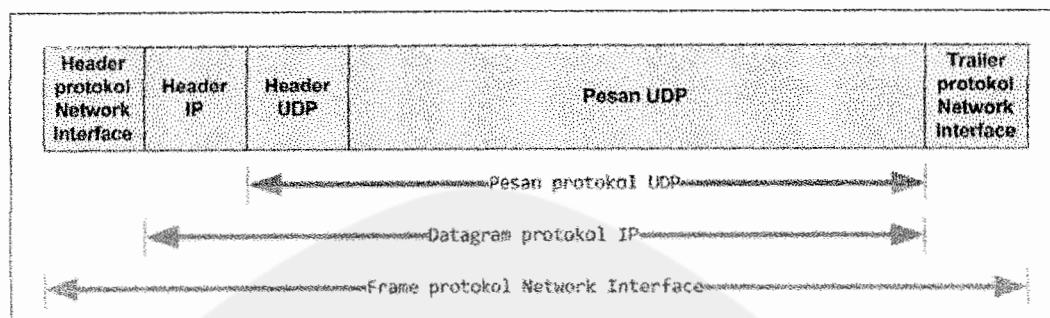 Header
protokol
Network
Interface
Header
IP
Header
UDP
Pesan UDP
Trailer
protokol
Network
Interface
Pesan protokol UDP
Datagram protokol IP
Frame protokol Network Interface